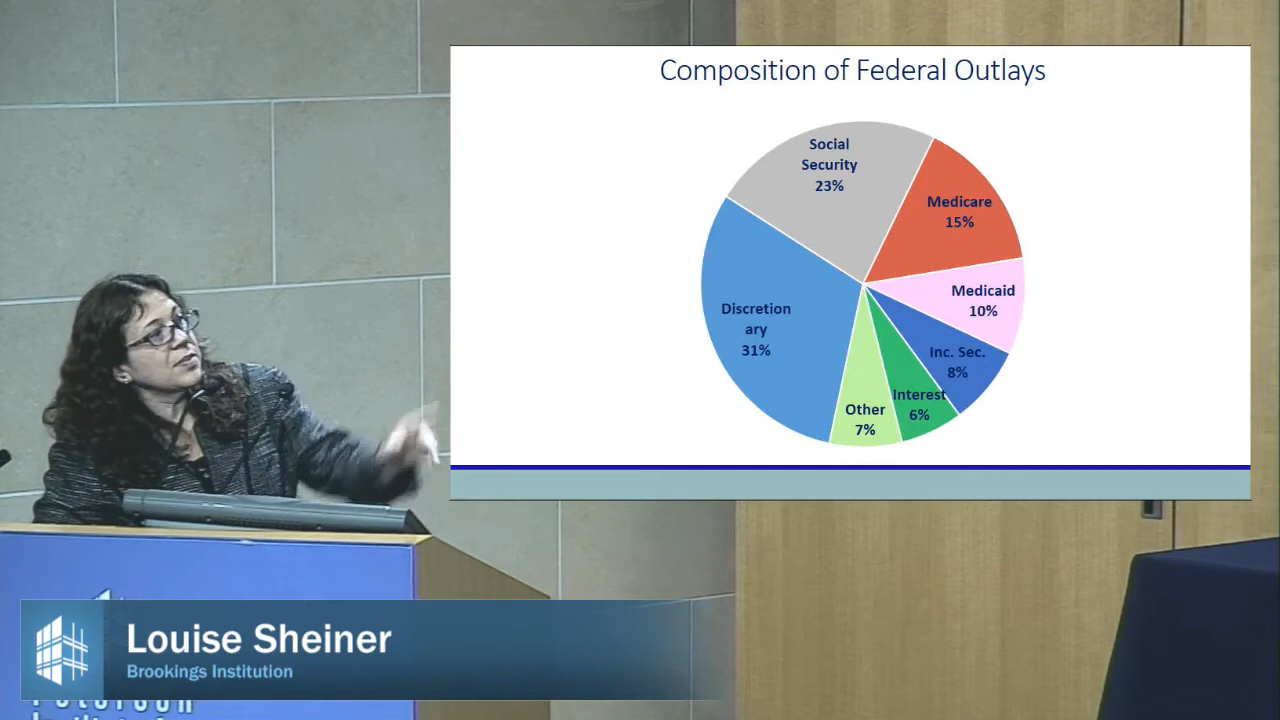 Composition of Federal Outlays
Social
Security
23%
Medicare
15%
Medicaid
10%
Inc. Sec.
8%
Interest
6%
Other
7%
Discretion
ary
31%
Louise Sheiner
Brookings Institution